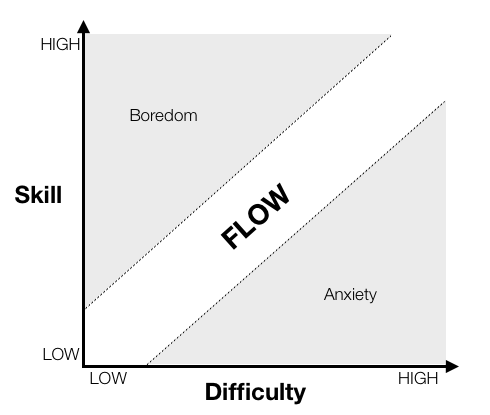 HIGH
Boredom
Skill
FLOW
Anxiety
LOW
LOW
HIGH
Difficulty